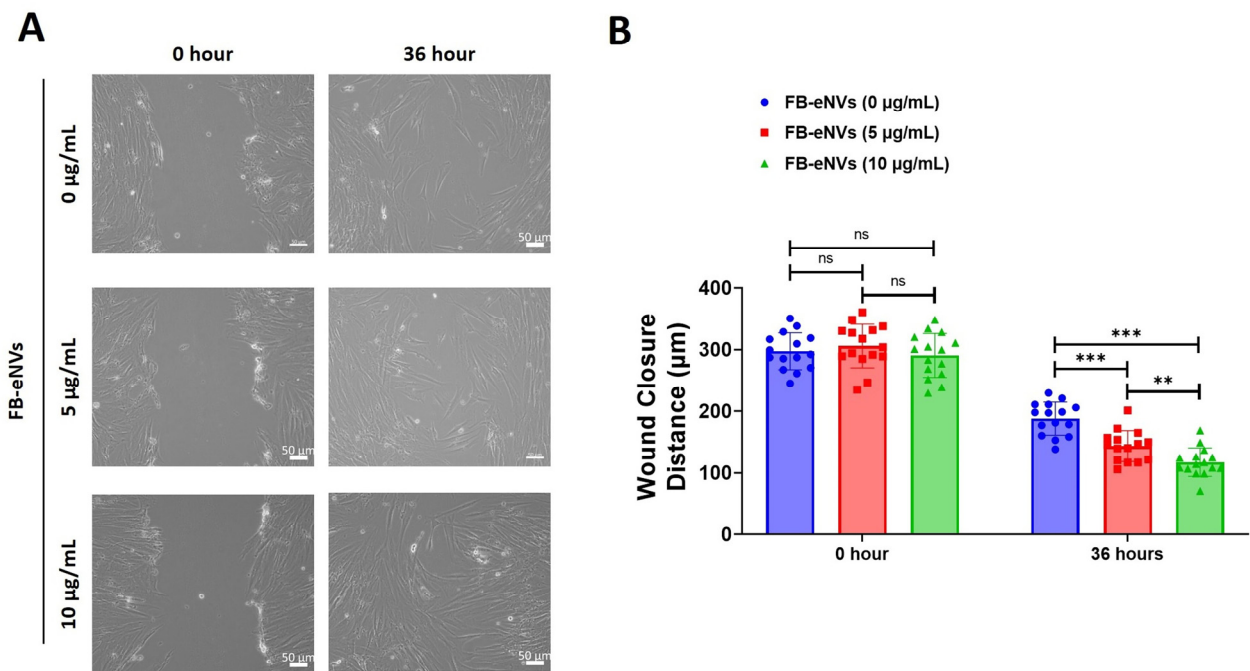 A
0 hour
36 hour
FB-eNVs
0 µg/mL
50 µm
5 µg/mL
50 µm
10 µg/mL
50 µm
50 µm
B
FB-eNVs (0 µg/mL)
FB-eNVs (5 µg/mL)
FB-eNVs (10 µg/mL)
ns
ns
ns
***
***
**
Wound Closure
Distance (µm)
400
300
200
100
0
0 hour
36 hours